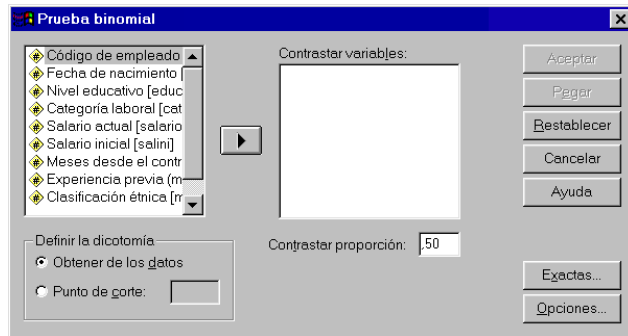 Prueba binomial
Código de empleado
Fecha de nacimiento [
Nivel educativo [educ
Categoría laboral [cat
Salario actual [salario
Salario inicial [salini]
Meses desde el contr
Experiencia previa (m
Clasificación étnica [m
Contrastar variables:
Aceptar
Pegar
Restablecer
Cancelar
Ayuda
Definir la dicotomía
Obtener de los datos
Punto de corte:
Contrastar proporción: ,50
Exactas...
Opciones...